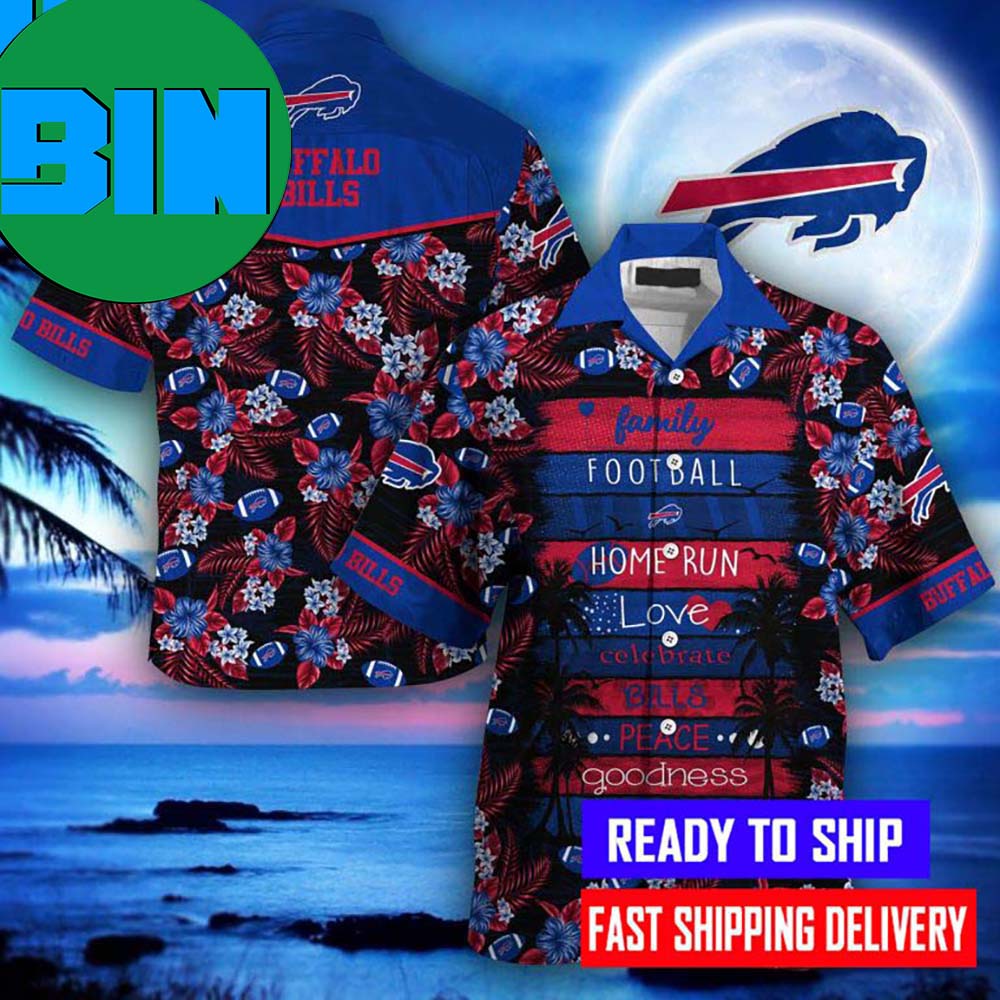 BIN
BUFFALO
BILLS
O BILLS
BILLS
family
FOOTBALL
HOME RUN
Love
celebrate
BILLS
PEACE
goodness
BUFFAL
READY TO SHIP
FAST SHIPPING DELIVERY